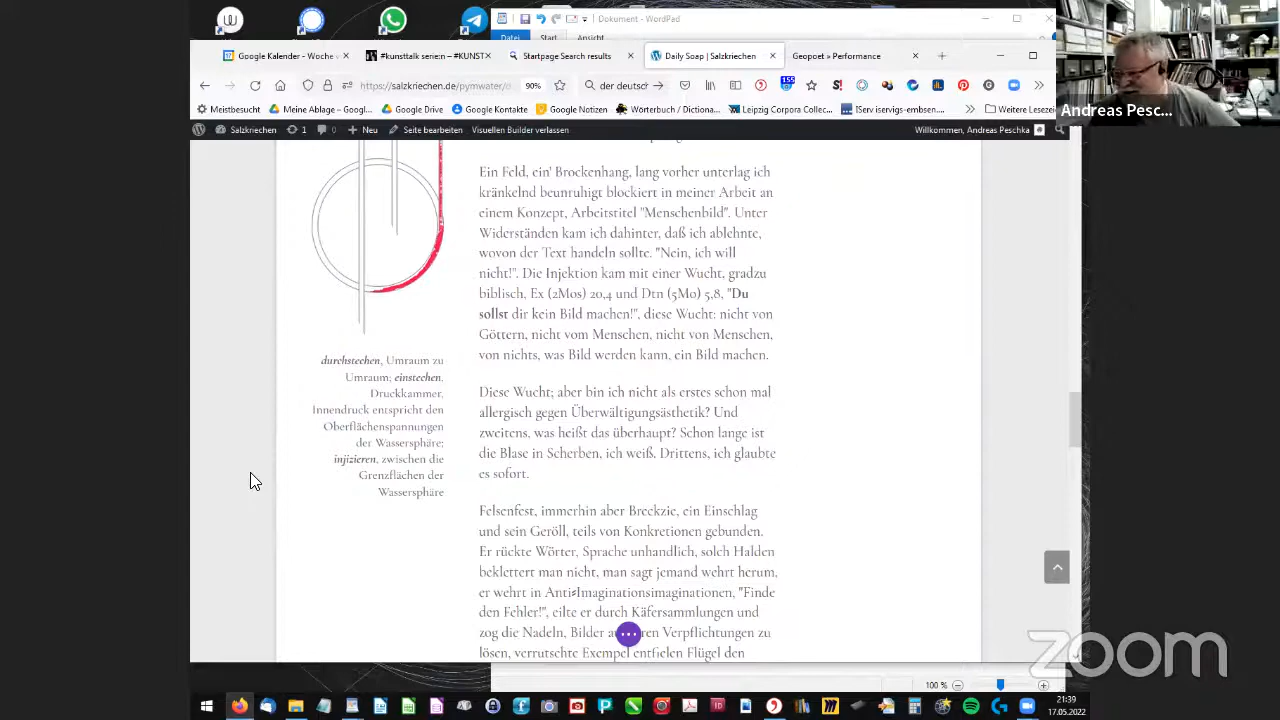 Dokument - WordPad
Datei Start Ansicht
Google Kalender - Woche v
#kunsttalk seriein – #KUNST
Startpage Search results
Daily Soap | Salzkriechen
Geopoet » Performance
https://salzkriechen.de/pymwater/d
90%
der deutsch
155
Meistbesucht
Meine Ablage – Googl...
Google Drive
Google Kontakte
Google Notizen
Wörterbuch / Dictiona...
Leipzig Corpora Collec...
IServ iservigs-embsen...
Weitere Lesezei
Salzkriechen 1 0 Neu Seite bearbeiten Visuellen Builder verlassen
Willkommen, Andreas Peschka
Andreas Pesc...
Ein Feld, ein' Brockenhang, lang vorher unterlag ich
kränkelnd beunruhigt blockiert in meiner Arbeit an
einem Konzept, Arbeitstitel "Menschenbild". Unter
Widerständen kam ich dahinter, daß ich ablehnte,
wovon der Text handeln sollte. "Nein, ich will
nicht!". Die Injektion kam mit einer Wucht, gradzu
biblisch, Ex (2Mos) 20,4 und Dtn (5Mo) 5,8, "Du
sollst dir kein Bild machen!", diese Wucht: nicht von
Göttern, nicht vom Menschen, nicht von Menschen,
von nichts, was Bild werden kann, ein Bild machen.
durchstechen, Umraum zu
Umraum; einstechen,
Druckkammer,
Innendruck entspricht den
Oberflächenspannungen
der Wassersphäre;
injizieren, zwischen die
Grenzflächen der
Wassersphäre
Diese Wucht; aber bin ich nicht als erstes schon mal
allergisch gegen Überwältigungsästhetik? Und
zweitens, was heißt das überhaupt? Schon lange ist
die Blase in Scherben, ich weiß. Drittens, ich glaubte
es sofort.
Felsenfest, immerhin aber Breckzie, ein Einschlag
und sein Geröll, teils von Konkretionen gebunden.
Er rückte Wörter, Sprache unhandlich, solch Halden
beklettert man nicht, man sagt jemand wehrt herum,
er wehrt in Anti⸗Imaginationsimaginationen, "Finde
den Fehler!", eilte er durch Käfersammlungen und
zog die Nadeln, Bilder Verpflichtungen zu
lösen, verrutschte Exempel entfielen Flügel den
zoom
100 %
21:39
17.05.2022